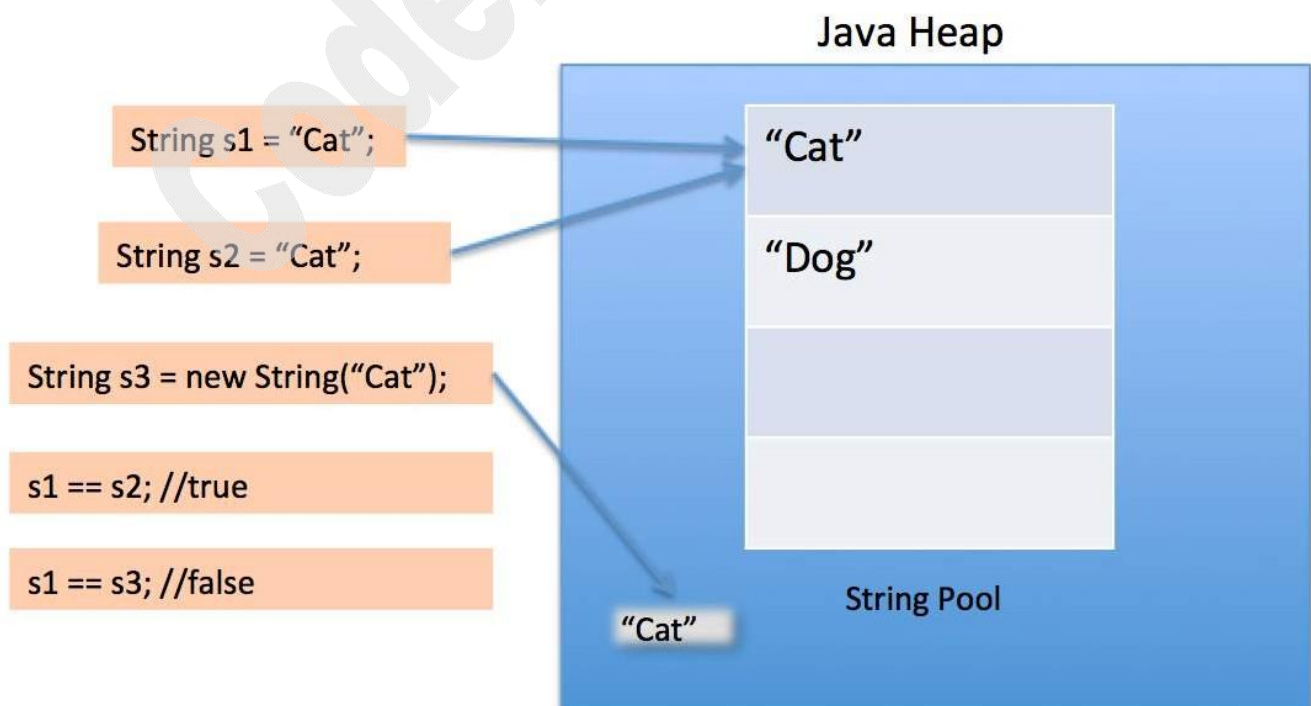 Java Heap
String s1 = “Cat”;
String s2 = “Cat”;
String s3 = new String(“Cat”);
s1 == s2; //true
s1 == s3; //false
“Cat”
“Dog”
String Pool
“Cat”
Code